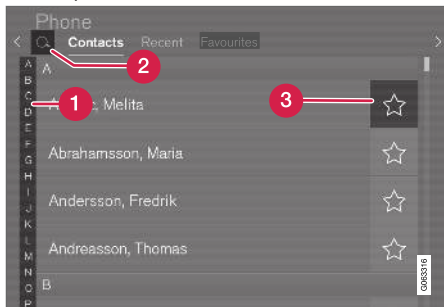 Phone
Contacts Recent Favourites
A
B
C
D
E
F
G
H
I
J
K
L
M
N
O
P
A
Melita
Abrahamsson, Maria
Andersson, Fredrik
Andreasson, Thomas
B
1
2
3
G063316